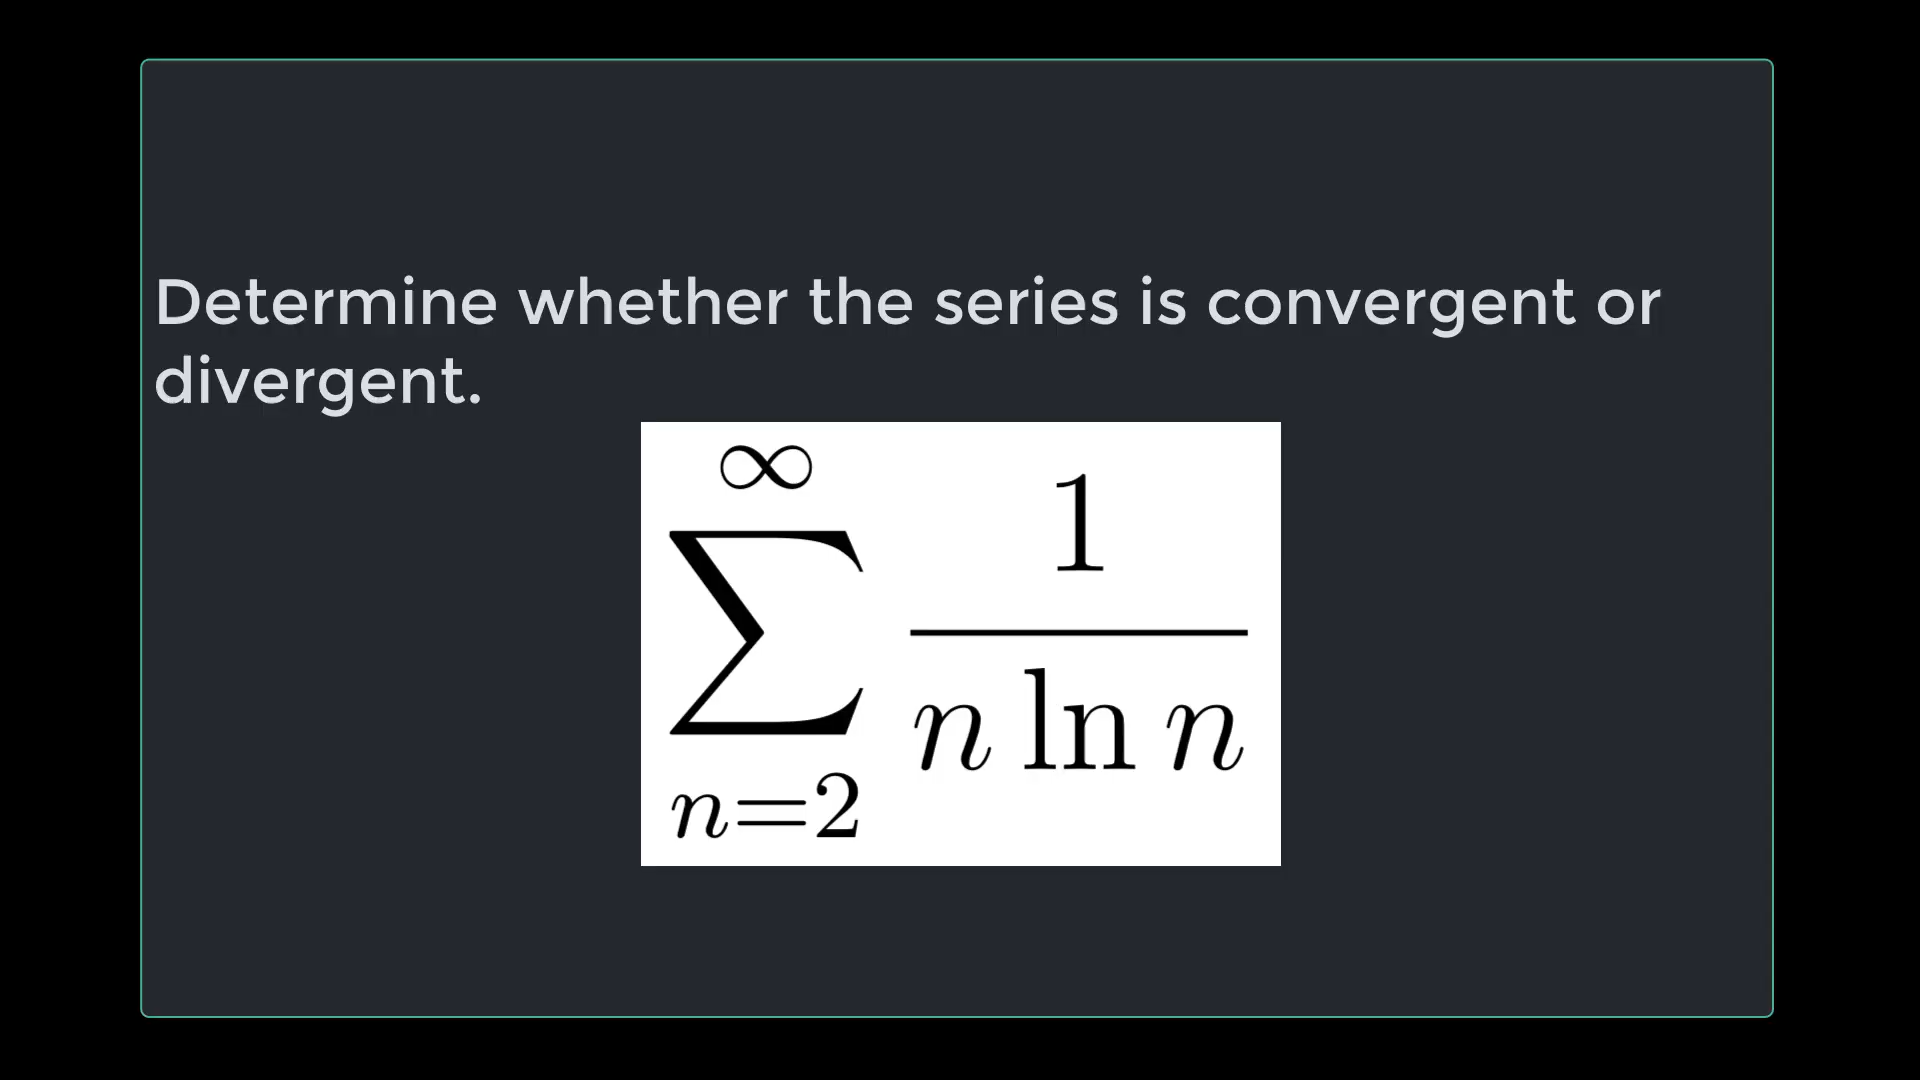 Determine whether the series is convergent or
divergent.
∞
∑ 1 / (n ln n)
n=2